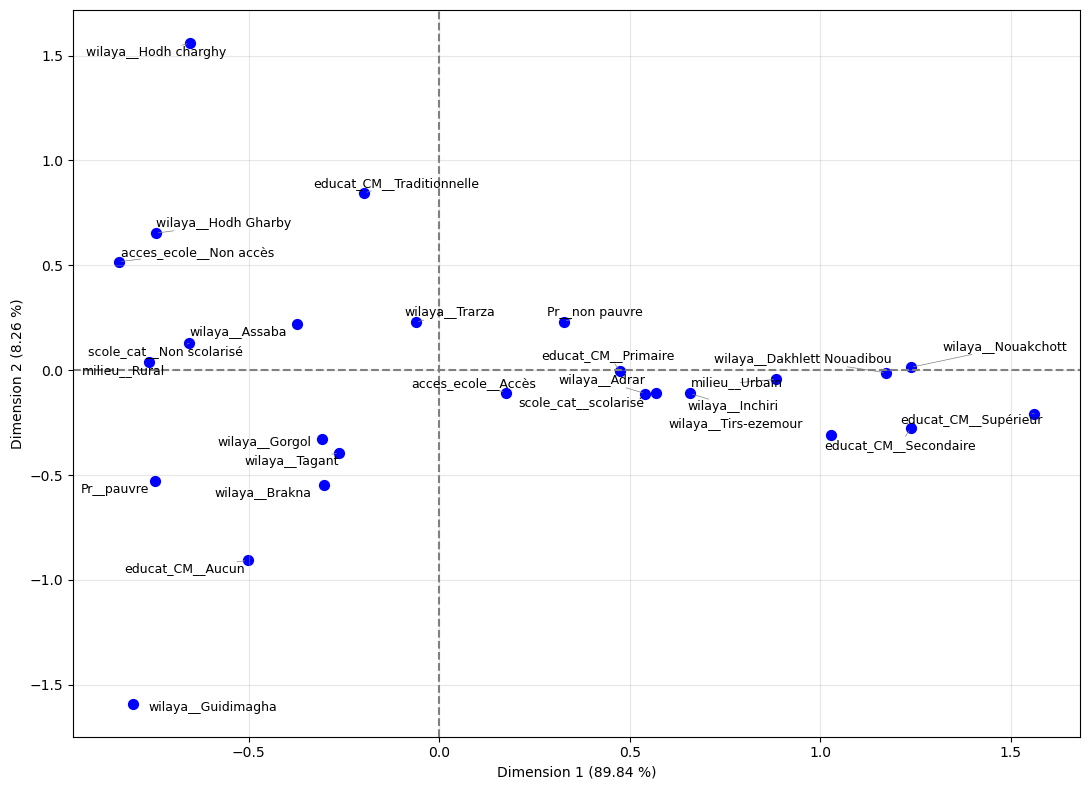 wilaya__Hodh charghy
educat_CM__Traditionnelle
wilaya__Hodh Gharby
acces_ecole__Non accès
wilaya__Trarza
Pr__non pauvre
wilaya__Assaba
scole_cat__Non scolarisé
milieu__Rural
educat_CM__Primaire
wilaya__Dakhlett Nouadibou
wilaya__Nouakchott
acces_ecole__Accès
wilaya__Adrar
milieu__Urbain
scole_cat__scolarisé
wilaya__Inchiri
wilaya__Tirs-ezemour
educat_CM__Supérieur
educat_CM__Secondaire
wilaya__Gorgol
wilaya__Tagant
Pr__pauvre
wilaya__Brakna
educat_CM__Aucun
wilaya__Guidimagha
1.5
1.0
0.5
0.0
−0.5
−1.0
−1.5
Dimension 2 (8.26 %)
−0.5
0.0
0.5
1.0
1.5
Dimension 1 (89.84 %)